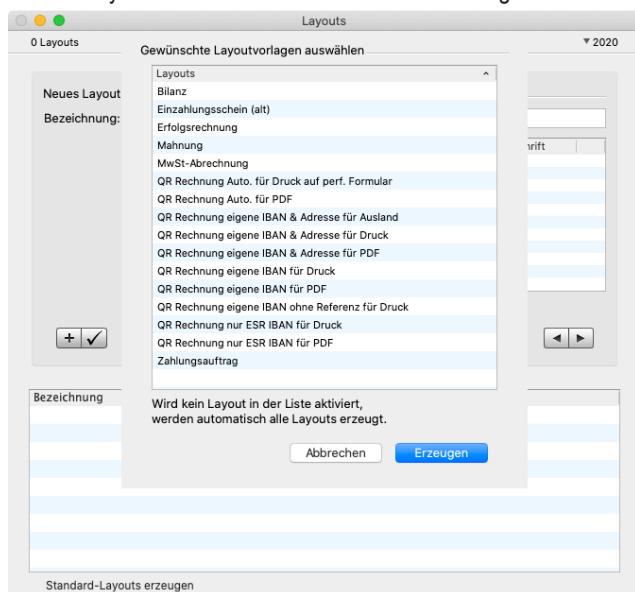 Layouts
0 Layouts
▼ 2020
Gewünschte Layoutvorlagen auswählen
Neues Layout
Bezeichnung:
Layouts
Bilanz
Einzahlungsschein (alt)
Erfolgsrechnung
Mahnung
MwSt-Abrechnung
QR Rechnung Auto. für Druck auf perf. Formular
QR Rechnung Auto. für PDF
QR Rechnung eigene IBAN & Adresse für Ausland
QR Rechnung eigene IBAN & Adresse für Druck
QR Rechnung eigene IBAN & Adresse für PDF
QR Rechnung eigene IBAN für Druck
QR Rechnung eigene IBAN für PDF
QR Rechnung eigene IBAN ohne Referenz für Druck
QR Rechnung nur ESR IBAN für Druck
QR Rechnung nur ESR IBAN für PDF
Zahlungsauftrag
rift
Wird kein Layout in der Liste aktiviert,
werden automatisch alle Layouts erzeugt.
Abbrechen
Erzeugen
Bezeichnung
Standard-Layouts erzeugen